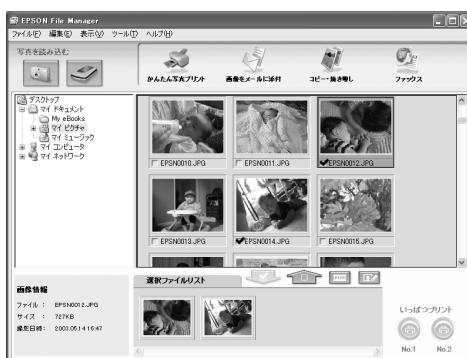 EPSON File Manager
ファイル(F) 編集(E) 表示(V) ツール(T) ヘルプ(H)
写真を読み込む
かんたん写真プリント
画像をメールに添付
コピー・焼き増し
ファックス
デスクトップ
マイ ドキュメント
My eBooks
マイ ピクチャ
マイ ミュージック
マイ コンピュータ
マイ ネットワーク
EPSN0010.JPG
EPSN0011.JPG
EPSN0012.JPG
EPSN0013.JPG
EPSN0014.JPG
EPSN0015.JPG
画像情報
ファイル : EPSN0012.JPG
サイズ : 727KB
撮影日時: 2003.05.14 16:47
選択ファイルリスト
いっぱつプリント
No.1 No.2